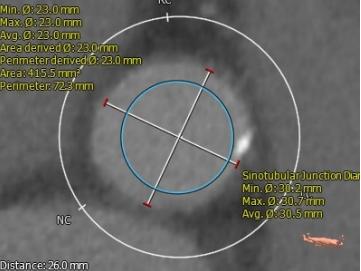 RC
Min. Ø: 23.0 mm
Max. Ø: 23.0 mm
Avg. Ø: 23.0 mm
Area derived Ø: 23.0 mm
Perimeter derived Ø: 23.0 mm
Area: 415.5 mm²
Perimeter: 72.3 mm
Sinotubular Junction Diam
Min. Ø: 30.2 mm
Max. Ø: 30.7 mm
Avg. Ø: 30.5 mm
NC
Distance: 26.0 mm